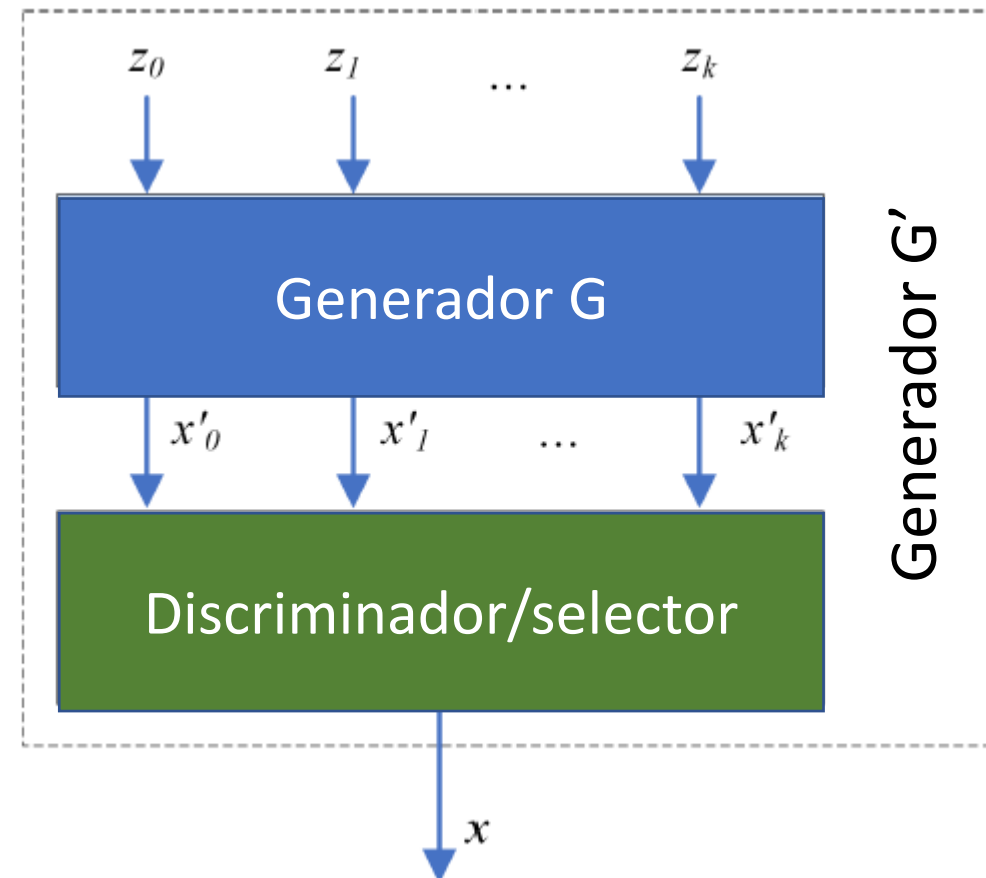 z0 z1 ... zk
Generador G
x'0 x'1 ... x'k
Discriminador/selector
Generador G’
x